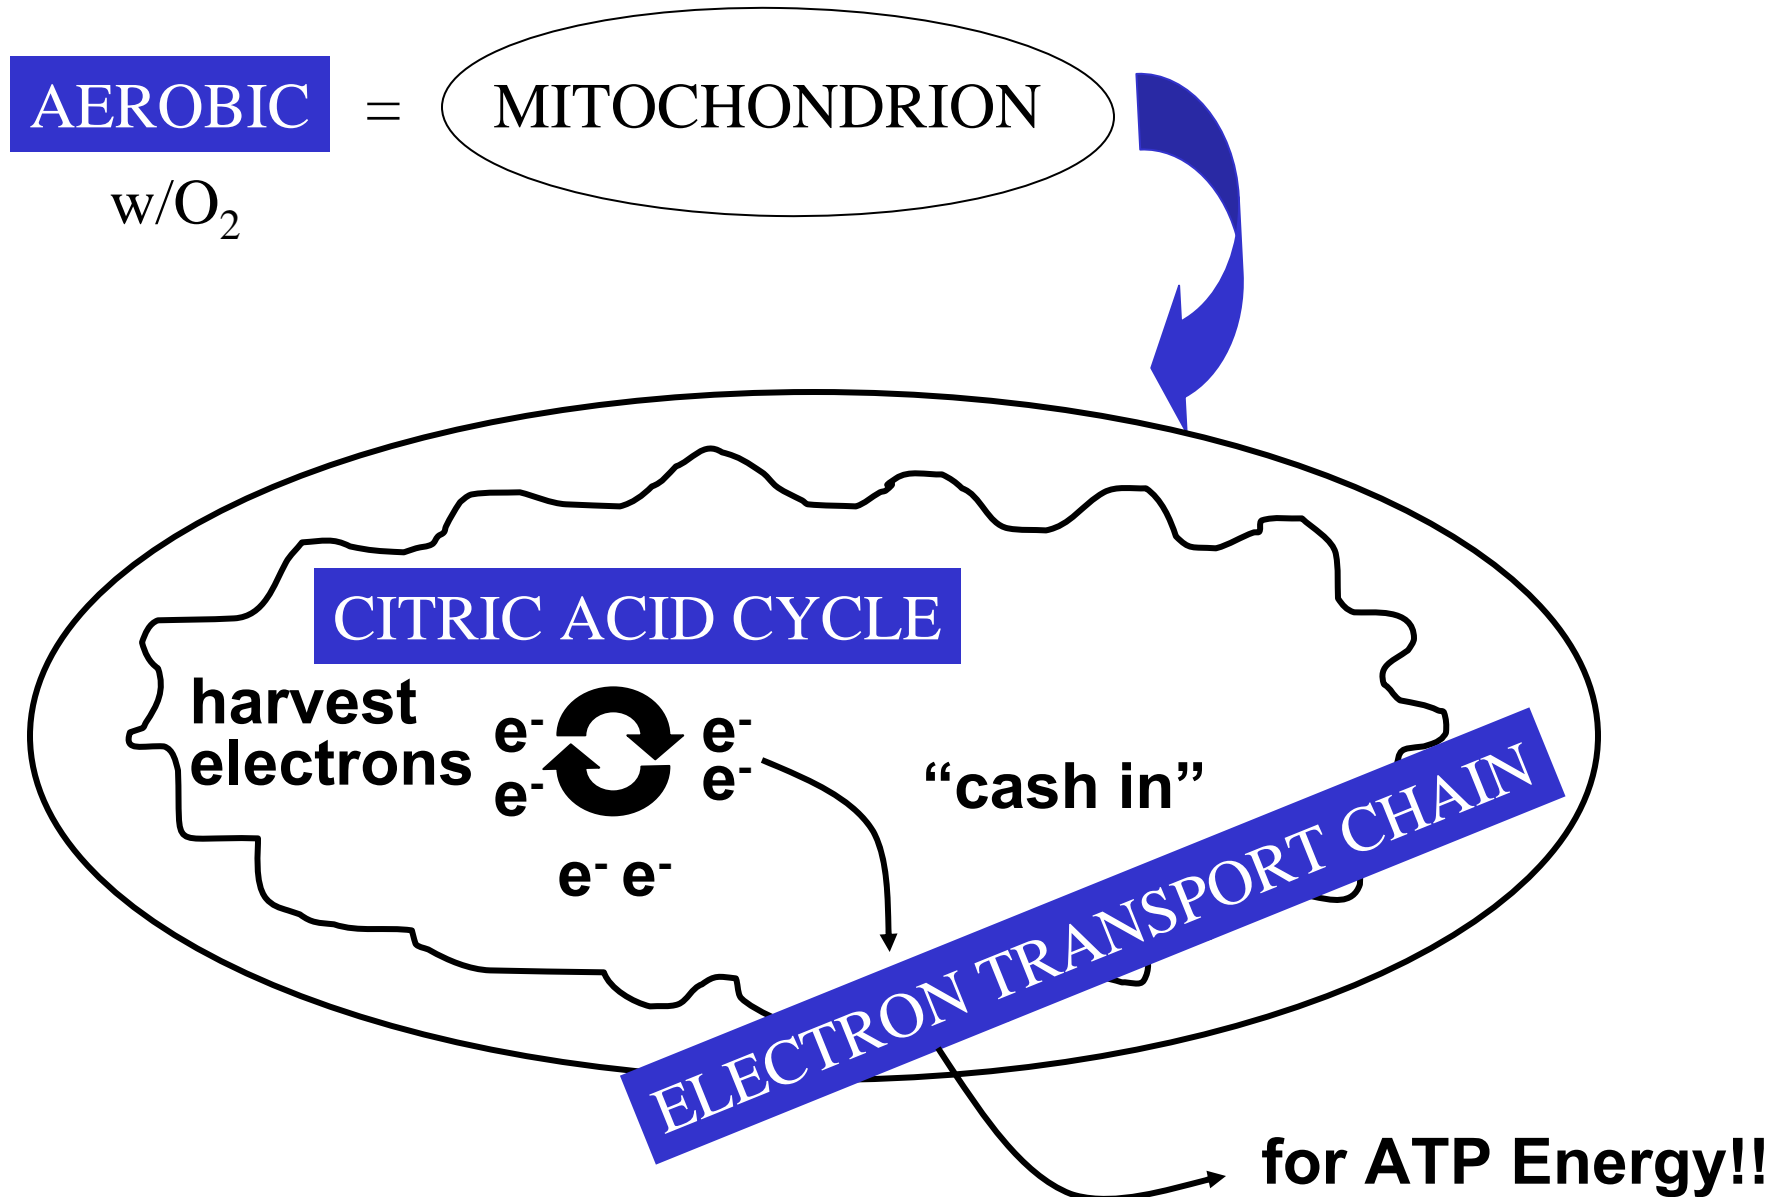 AEROBIC = MITOCHONDRION
w/O₂
CITRIC ACID CYCLE
harvest
electrons
e⁻ e⁻
e⁻ e⁻
e⁻ e⁻
“cash in”
ELECTRON TRANSPORT CHAIN
for ATP Energy!!